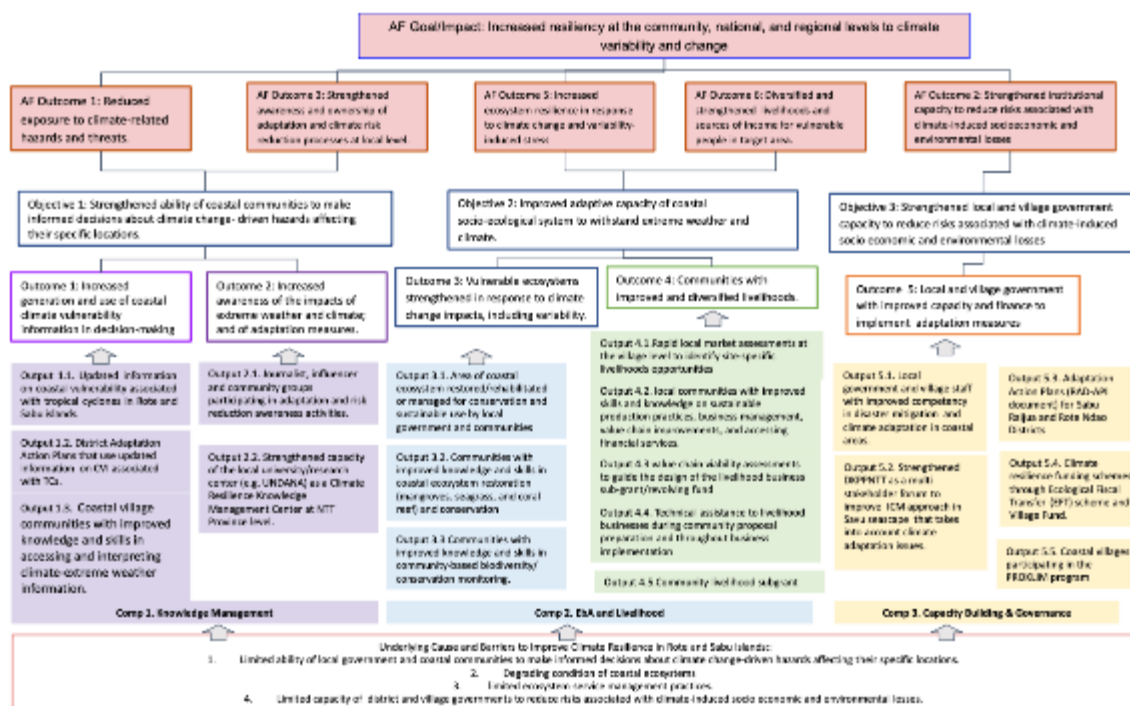 AF Goal/Impact: Increased resiliency at the community, national, and regional levels to climate
variability and change
AF Outcome 1: Reduced
exposure to climate-related
hazards and threats.
AF Outcome 3: Strengthened
awareness and ownership of
adaptation and climate risk
reduction processes at local level.
AF Outcome 5: Increased
ecosystem resilience in response
to climate change and variability-
induced stress
AF Outcome 6: Diversified and
strengthened livelihoods and
sources of income for vulnerable
people in target area.
AF Outcome 2: Strengthened Institutional
capacity to reduce risks associated with
climate-induced socioeconomic and
environmental losses
Objective 1: Strengthened ability of coastal communities to make
informed decisions about climate change- driven hazards affecting
their specific locations.
Objective 2: Improved adaptive capacity of coastal
socio-ecological system to withstand extreme weather and
climate.
Objective 3: Strengthened local and village government
capacity to reduce risks associated with climate-induced
socio economic and environmental losses
Outcome 1: Increased
generation and use of coastal
climate vulnerability
information in decision-making
Outcome 2: Increased
awareness of the impacts of
extreme weather and climate;
and of adaptation measures.
Outcome 3: Vulnerable ecosystems
strengthened in response to climate
change impacts, including variability.
Outcome 4: Communities with
improved and diversified livelihoods.
Outcome 5: Local and village government
with improved capacity and finance to
implement adaptation measures
Output 1.1. Updated information
on coastal vulnerability associated
with tropical cyclones in Rote and
Sabu islands.
Output 1.2. District Adaptation
Action Plans that use updated
information on CVI associated
with TCs.
Output 1.3. Coastal village
communities with improved
knowledge and skills in
accessing and interpreting
climate-extreme weather
information.
Output 2.1. Journalist, influencer
and community groups
participating in adaptation and risk
reduction awareness activities.
Output 2.2. Strengthened capacity
of the local university/research
center (e.g. UNDANA) as a Climate
Resilience Knowledge
Management Center at NTT
Province level.
Output 3.1. Area of coastal
ecosystem restored/rehabilitated
or managed for conservation and
sustainable use by local
government and communities
Output 3.2. Communities with
improved knowledge and skills in
coastal ecosystem restoration
(mangroves, seagrass, and coral
reef) and conservation
Output 3.3 Communities with
improved knowledge and skills in
community-based biodiversity/
conservation monitoring.
Output 4.1.Rapid local market assessments at
the village level to identify site-specific
livelihoods opportunities
Output 4.2. local communities with improved
skills and knowledge on sustainable
production practices, business management,
value chain improvements, and accessing
financial services.
Output 4.3 value chain viability assessments
to guide the design of the livelihood business
sub-grant/revolving fund
Output 4.4. Technical assistance to livelihood
businesses during community proposal
preparation and throughout business
implementation
Output 4.5 Community livelihood subgrant
Output 5.1. Local
government and village staff
with improved competency
in disaster mitigation and
climate adaptation in coastal
areas.
Output 5.2. Strengthened
DKPPNTT as a multi
stakeholder forum to
improve ICM approach in
Savu seascape that takes
into account climate
adaptation issues.
Output 5.3. Adaptation
Action Plans (RAD-API
document) for Sabu
Raijua and Rote Ndao
Districts
Output 5.4. Climate
resilience funding schemes
through Ecological Fiscal
Transfer (EFT) scheme and
Village Fund.
Output 5.5. Coastal villages
participating in the
PROKLIM program
Comp 1. Knowledge Management
Comp 2. EbA and Livelihood
Comp 3. Capacity Building & Governance
Underlying Cause and Barriers to Improve Climate Resilience in Rote and Sabu Islands:
1. Limited ability of local government and coastal communities to make informed decisions about climate change-driven hazards affecting their specific locations.
2. Degrading condition of coastal ecosystems
3. limited ecosystem service management practices.
4. Limited capacity of district and village governments to reduce risks associated with climate-induced socio economic and environmental losses.